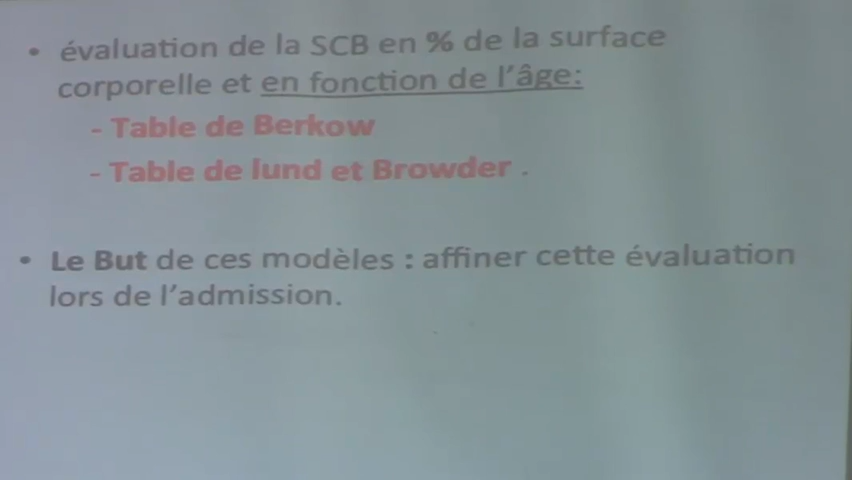 • évaluation de la SCB en % de la surface
corporelle et en fonction de l'âge:
- Table de Berkow
- Table de lund et Browder .
• Le But de ces modèles : affiner cette évaluation
lors de l'admission.